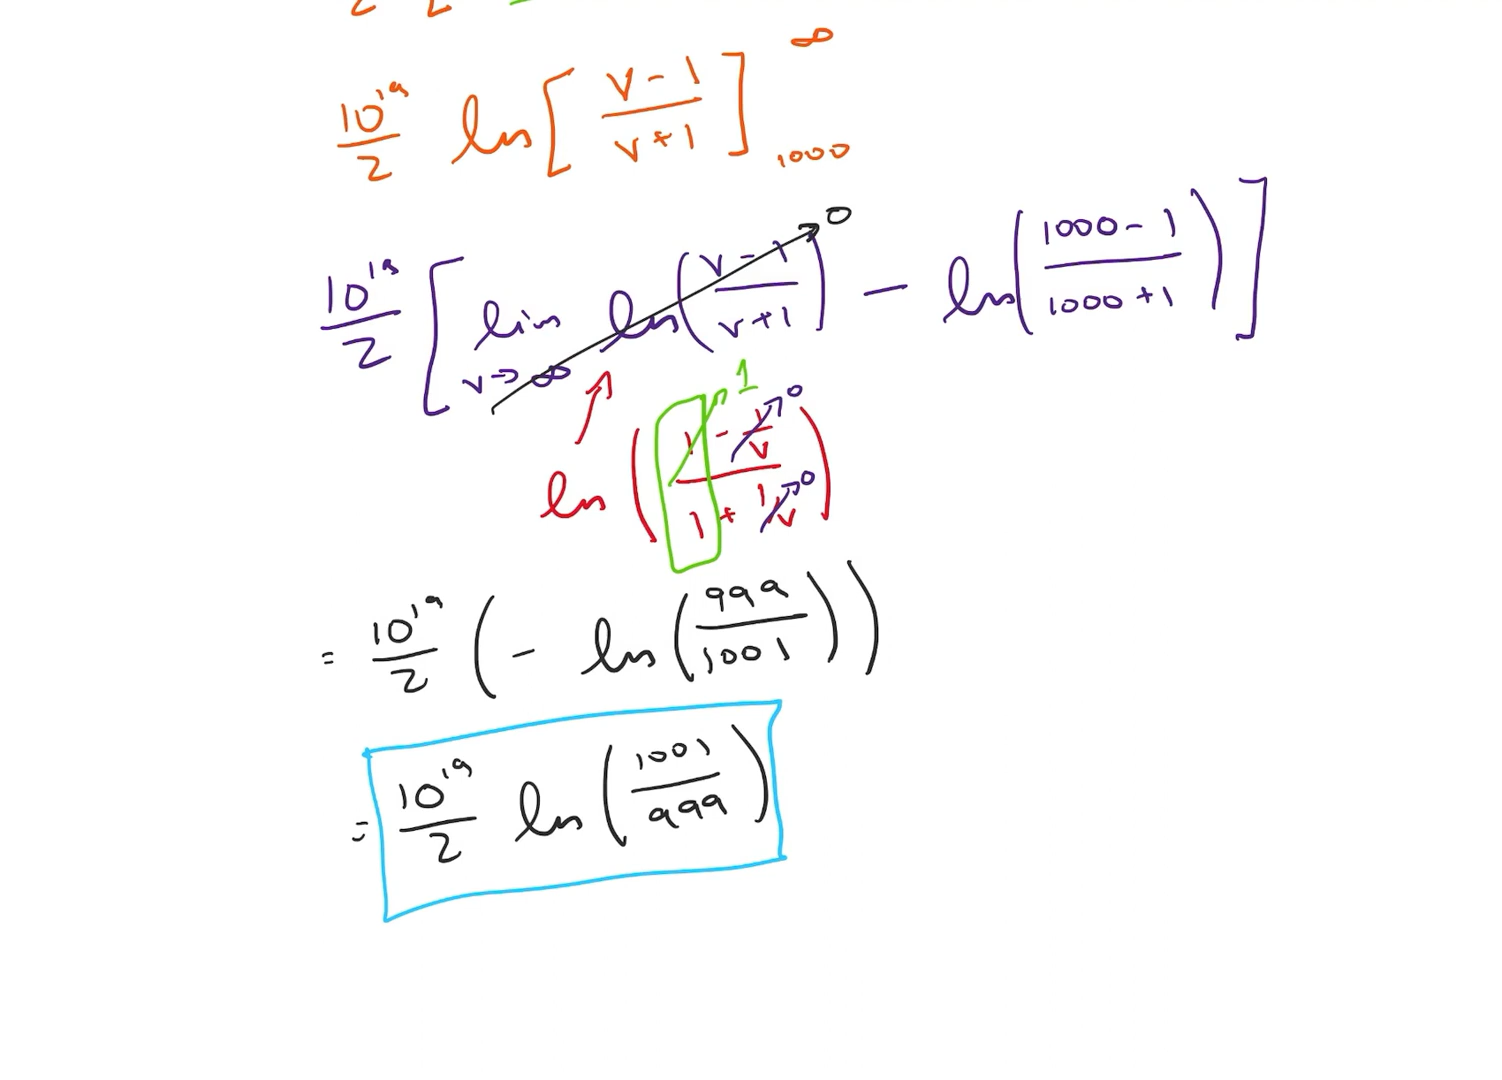 10^19/2 ln[(v-1)/(v+1)]_1000^∞
10^19/2 [lim v→∞ ln((v-1)/(v+1)) → 0 - ln((1000-1)/(1000+1))]
ln((1 - 1/v → 0)/(1 + 1/v → 0)) → 1
= 10^19/2 (- ln(999/1001))
= 10^19/2 ln(1001/999)